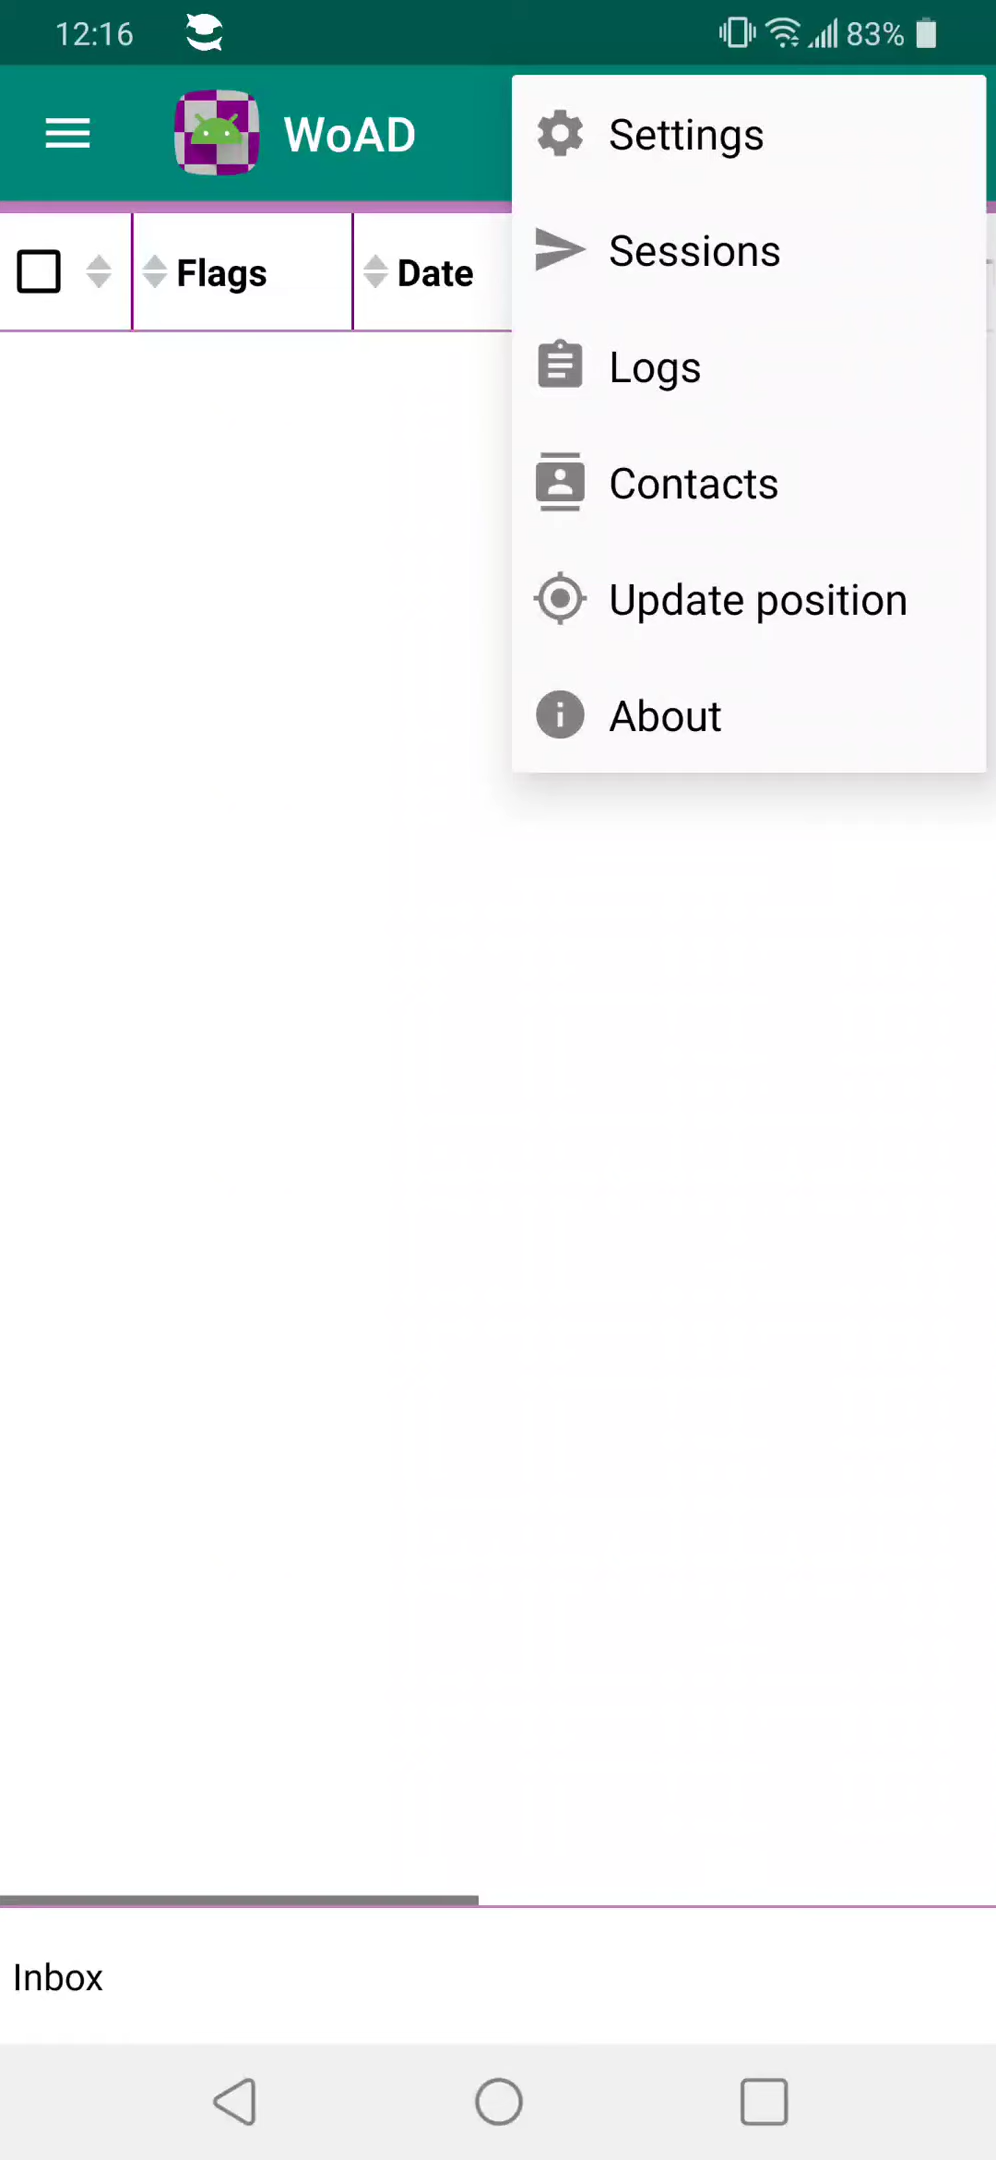 12:16
83%
WoAD
Settings
Sessions
Logs
Contacts
Update position
About
Flags
Date
Inbox